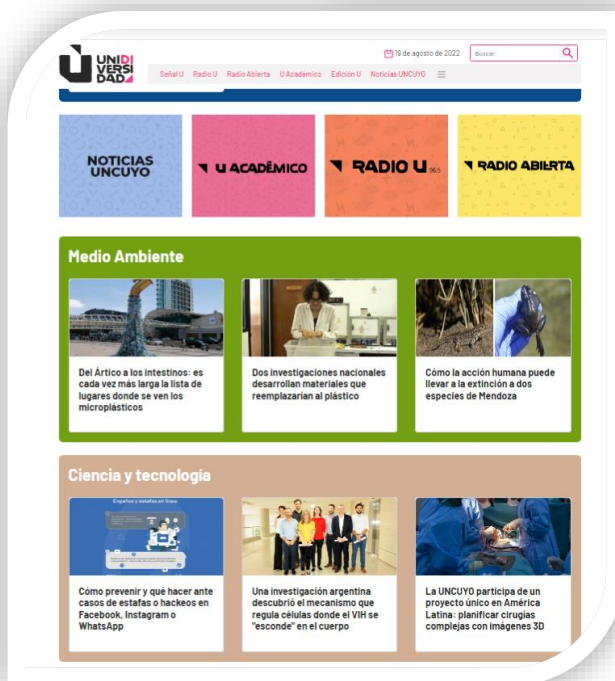 UNIDI
VERSI
DAD
19 de agosto de 2022
Buscar
Señal U Radio U Radio Abierta U Académico Edición U Noticias UNCUYO
NOTICIAS
UNCUYO
U ACADÉMICO
RADIO U 96.5
RADIO ABIERTA
Medio Ambiente
Del Ártico a los intestinos: es
cada vez más larga la lista de
lugares donde se ven los
microplásticos
Dos investigaciones nacionales
desarrollan materiales que
reemplazarían al plástico
Cómo la acción humana puede
llevar a la extinción a dos
especies de Mendoza
Ciencia y tecnología
Engaños y estafas en línea
Cómo prevenir y qué hacer ante
casos de estafas o hackeos en
Facebook, Instagram o
WhatsApp
Una investigación argentina
descubrió el mecanismo que
regula células donde el VIH se
"esconde" en el cuerpo
La UNCUYO participa de un
proyecto único en América
Latina: planificar cirugías
complejas con imágenes 3D